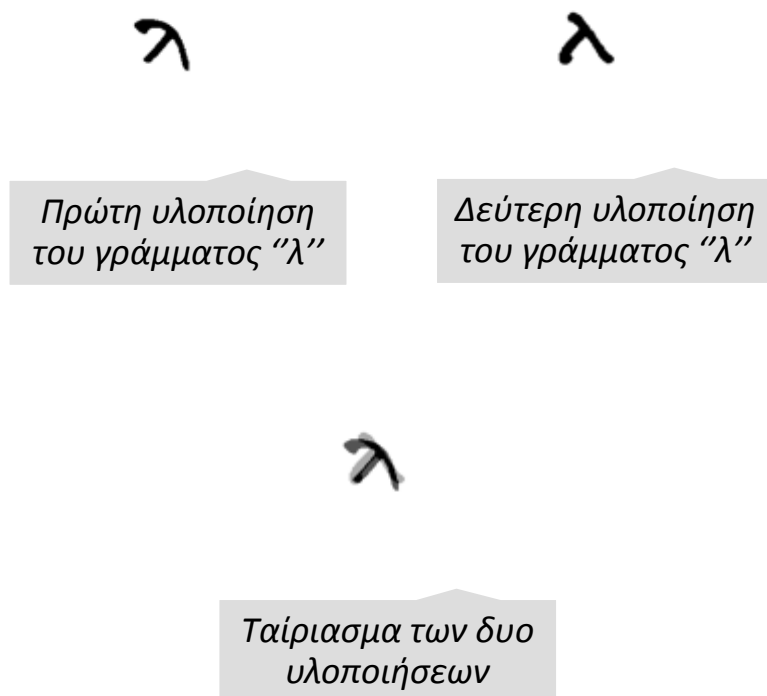 λ
λ
Πρώτη υλοποίηση
του γράμματος ‘’λ’’
Δεύτερη υλοποίηση
του γράμματος ‘’λ’’
λ
Ταίριασμα των δυο
υλοποιήσεων